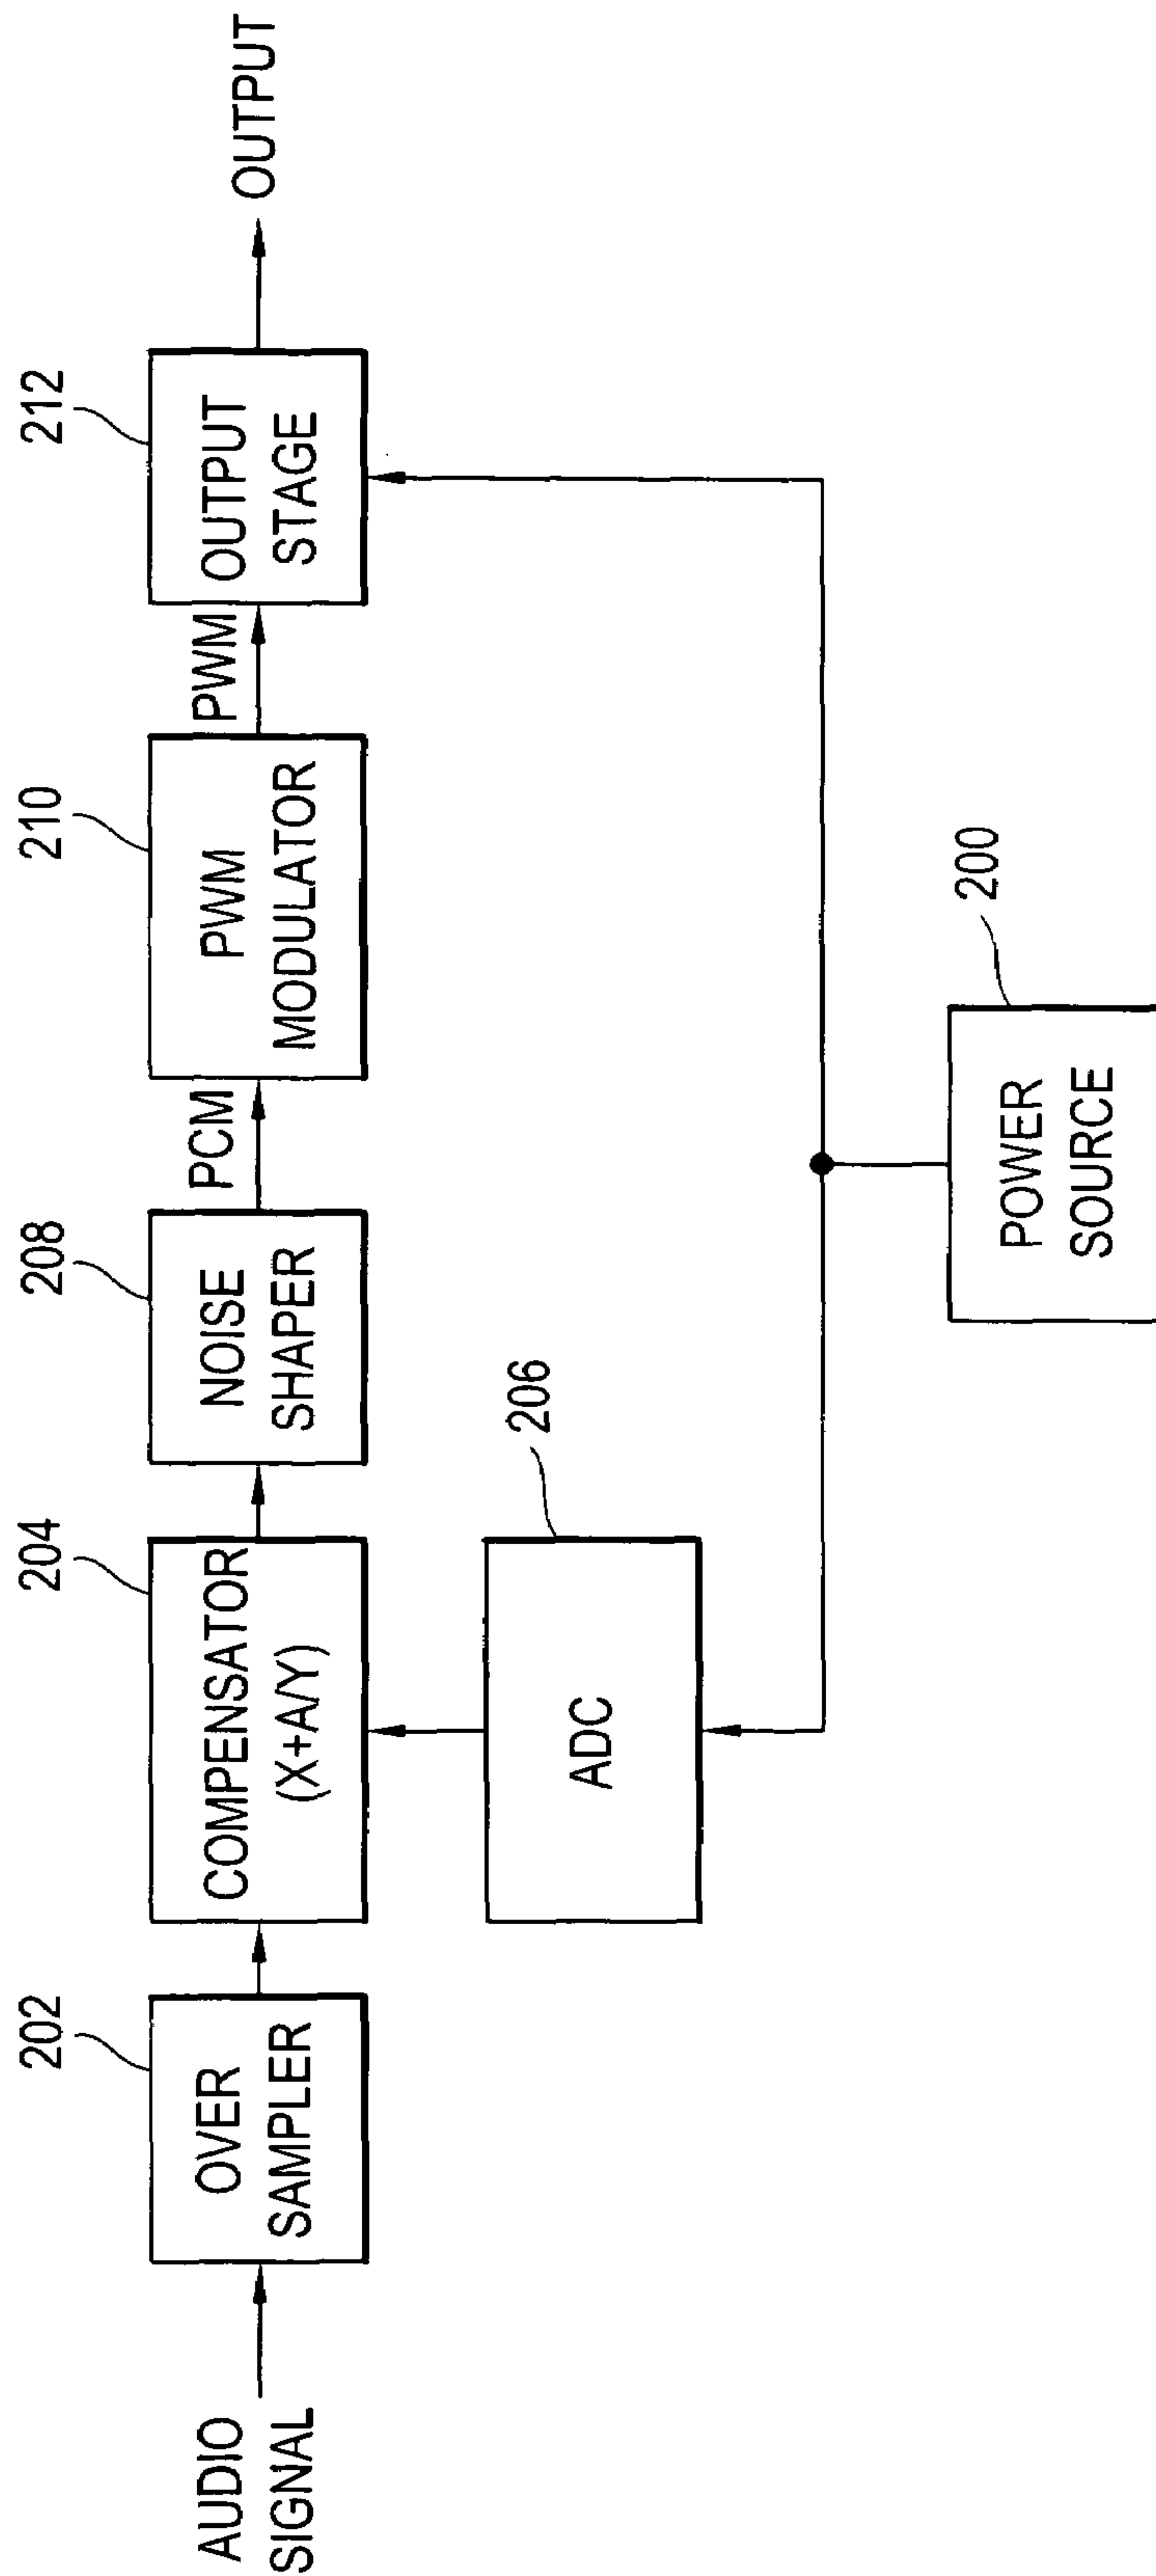 202
204
208
210
212
AUDIO
SIGNAL
OVER
SAMPLER
COMPENSATOR
(X+A/Y)
NOISE
SHAPER
PCM
PWM
MODULATOR
PWM
OUTPUT
STAGE
OUTPUT
206
ADC
200
POWER
SOURCE